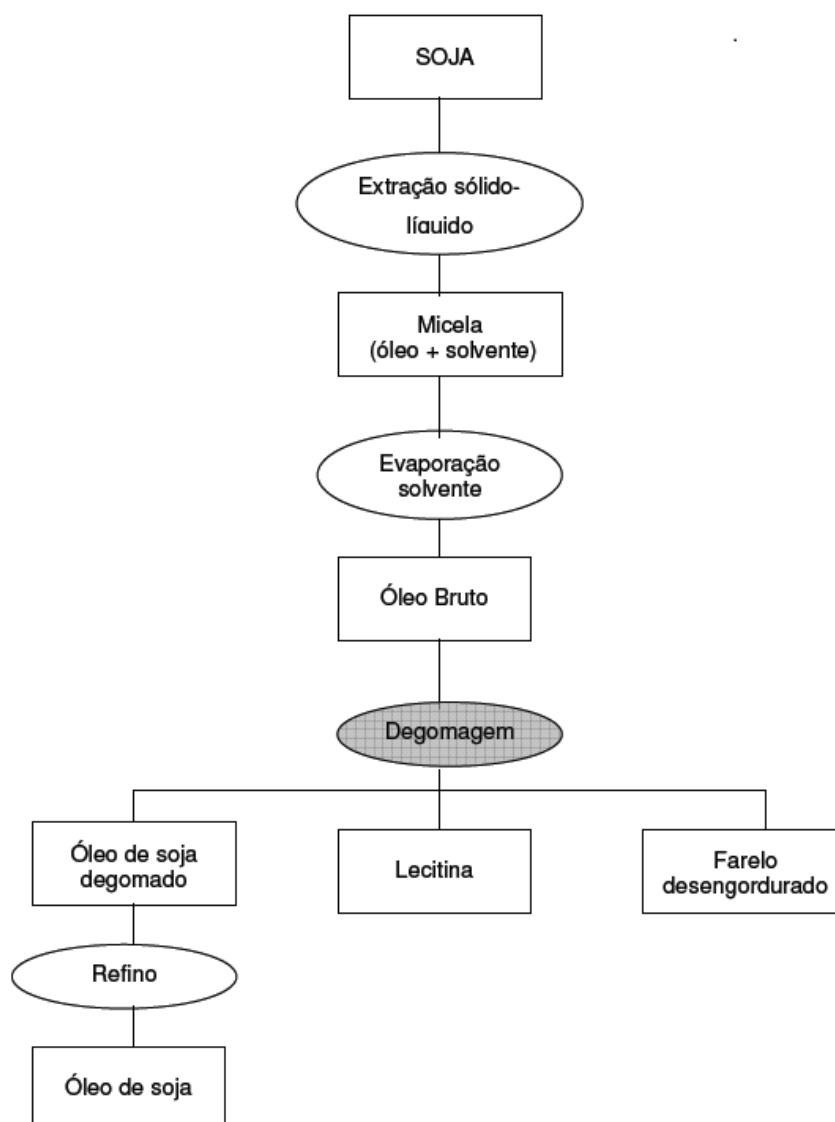 SOJA
Extração sólido-
líquido
Micela
(óleo + solvente)
Evaporação
solvente
Óleo Bruto
Degomagem
Óleo de soja
degomado
Lecitina
Farelo
desengordurado
Refino
Óleo de soja